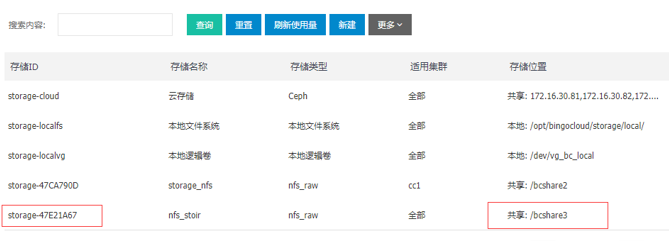 搜索内容: 查询 重置 刷新使用量 新建 更多
存储ID 存储名称 存储类型 适用集群 存储位置
storage-cloud 云存储 Ceph 全部 共享: 172.16.30.81,172.16.30.82,172....
storage-localfs 本地文件系统 本地文件系统 全部 本地: /opt/bingocloud/storage/local/
storage-localvg 本地逻辑卷 本地逻辑卷 全部 本地: /dev/vg_bc_local
storage-47CA790D storage_nfs nfs_raw cc1 共享: /bcshare2
storage-47E21A67 nfs_stoir nfs_raw 全部 共享: /bcshare3